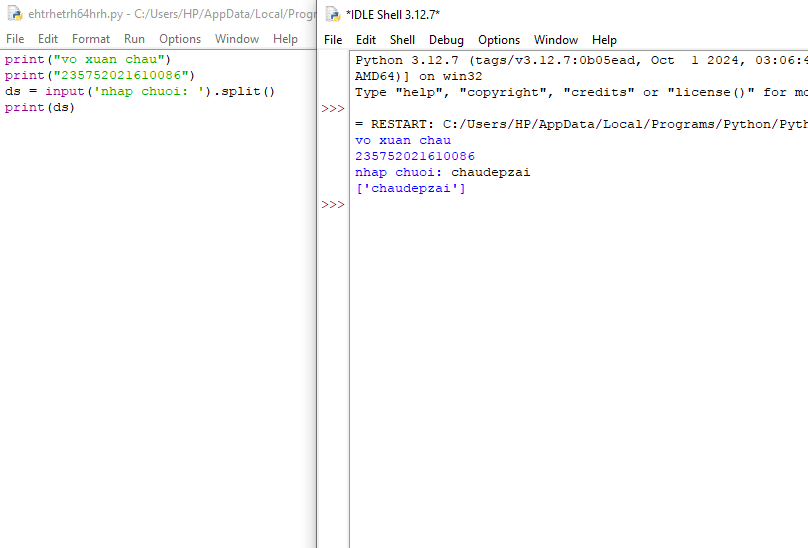 ehtrhetrh64hrh.py - C:/Users/HP/AppData/Local/Progr
File Edit Format Run Options Window Help
print("vo xuan chau")
print("235752021610086")
ds = input('nhap chuoi: ').split()
print(ds)
*IDLE Shell 3.12.7*
File Edit Shell Debug Options Window Help
Python 3.12.7 (tags/v3.12.7:0b05ead, Oct  1 2024, 03:06:4
AMD64)] on win32
Type "help", "copyright", "credits" or "license()" for mo
>>>
= RESTART: C:/Users/HP/AppData/Local/Programs/Python/Pyth
vo xuan chau
235752021610086
nhap chuoi: chaudepzai
['chaudepzai']
>>>